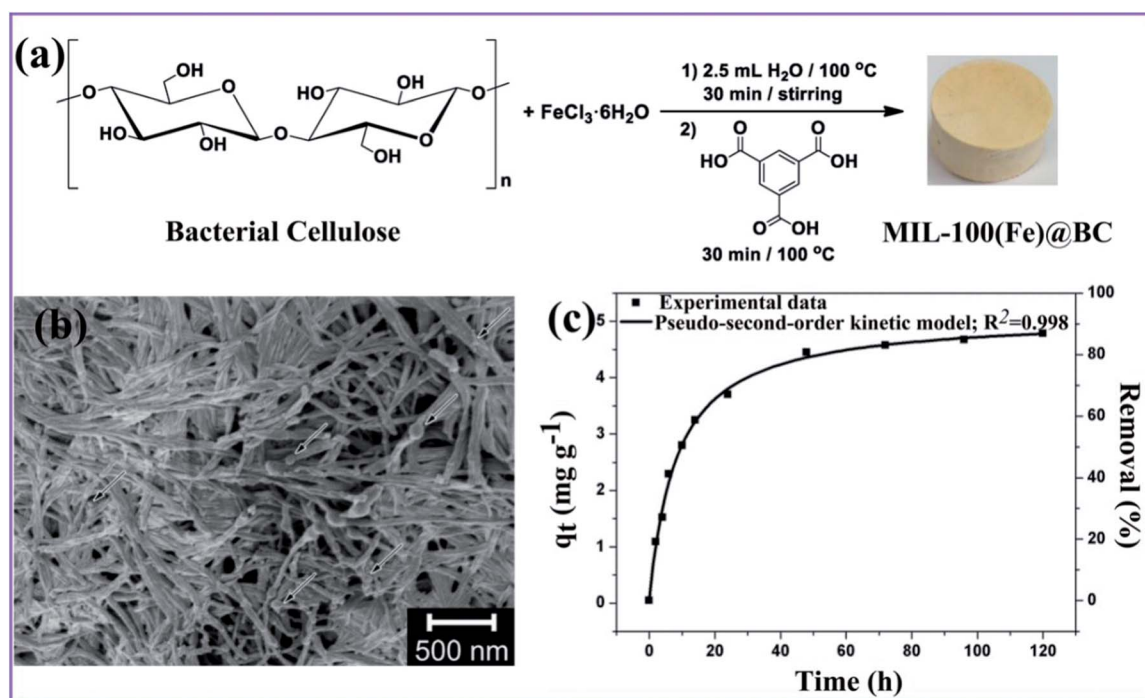 (a)
OH
O
O
HO
OH
O
HO
OH
O
O
OH
n
Bacterial Cellulose
+ FeCl₃·6H₂O
1) 2.5 mL H₂O / 100 °C
30 min / stirring
2)
O
O
HO
OH
O
OH
30 min / 100 °C
MIL-100(Fe)@BC
(b)
500 nm
(c)
Experimental data
Pseudo-second-order kinetic model; R²=0.998
qt (mg g⁻¹)
5
4
3
2
1
0
Removal (%)
100
80
60
40
20
0
0 20 40 60 80 100 120
Time (h)